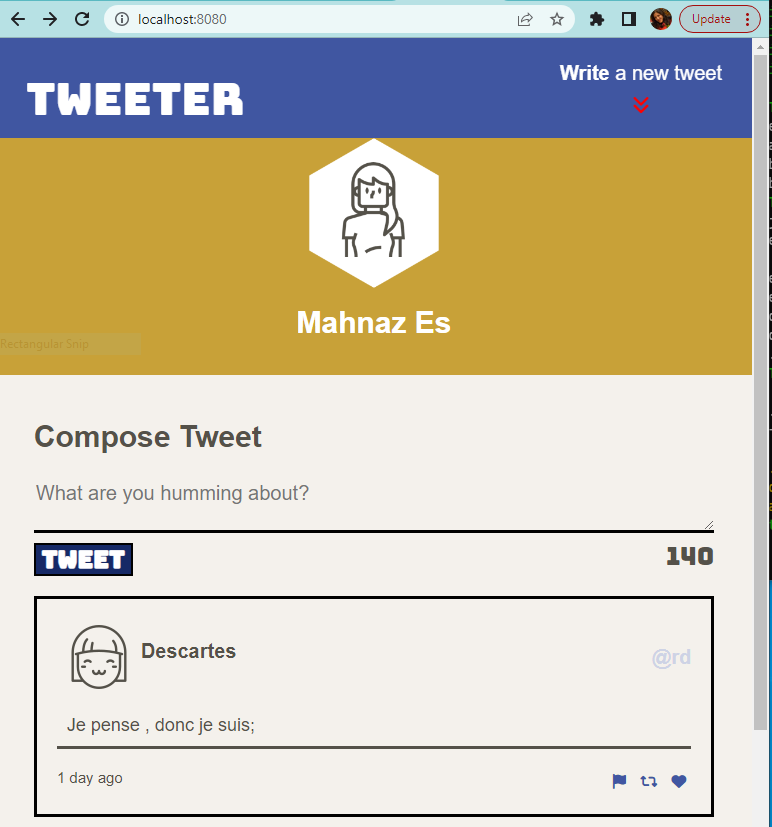 localhost:8080
Update
TWEETER
Write a new tweet
Mahnaz Es
Rectangular Snip
Compose Tweet
What are you humming about?
TWEET
140
Descartes
@rd
Je pense , donc je suis;
1 day ago